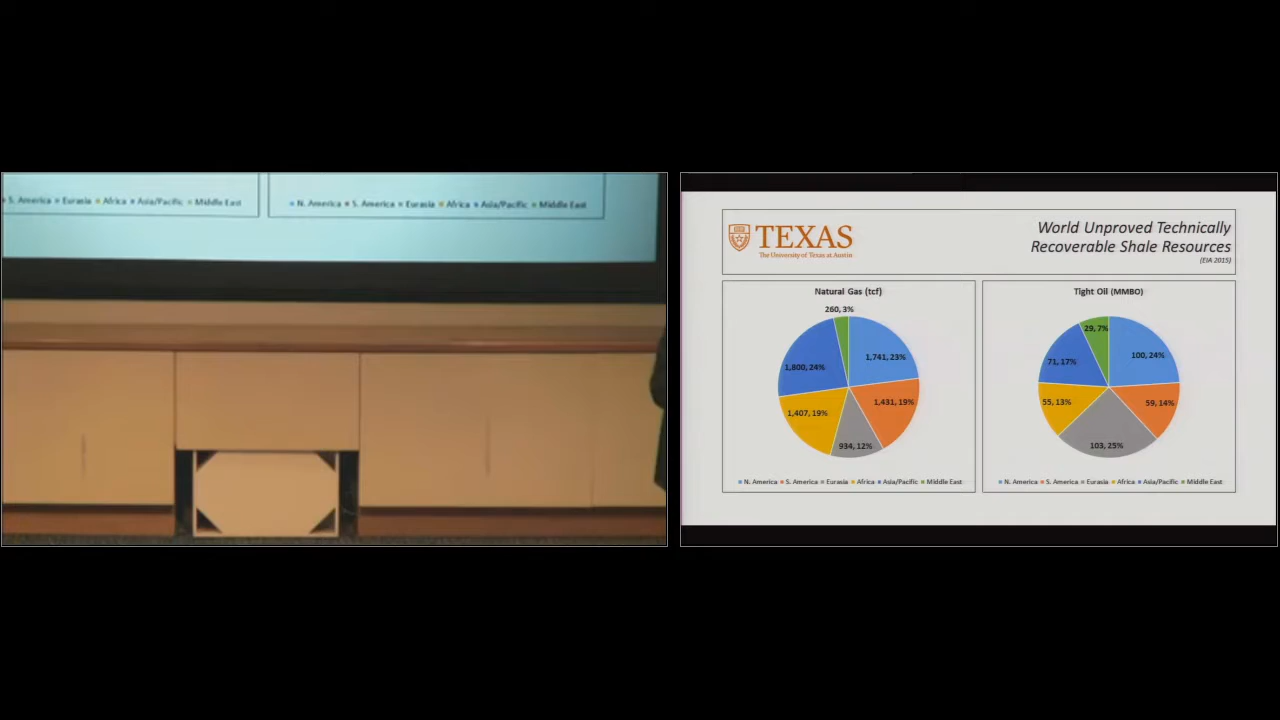 S. America Eurasia Africa Asia/Pacific Middle East
N. America S. America Eurasia Africa Asia/Pacific Middle East
TEXAS
The University of Texas at Austin
World Unproved Technically
Recoverable Shale Resources
(EIA 2015)
Natural Gas (tcf)
260, 3%
1,741, 23%
1,800, 24%
1,431, 19%
1,407, 19%
934, 12%
N. America S. America Eurasia Africa Asia/Pacific Middle East
Tight Oil (MMBO)
29, 7%
100, 24%
71, 17%
55, 13%
59, 14%
103, 25%
N. America S. America Eurasia Africa Asia/Pacific Middle East